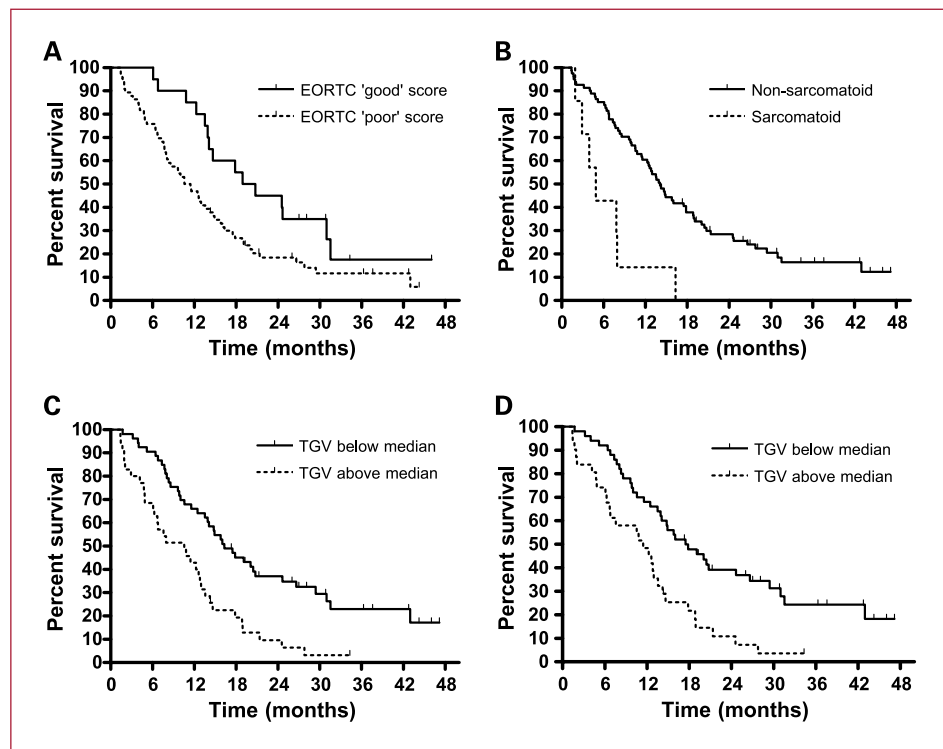 A
EORTC 'good' score
EORTC 'poor' score
Percent survival
100
90
80
70
60
50
40
30
20
10
0
0 6 12 18 24 30 36 42 48
Time (months)
B
Non-sarcomatoid
Sarcomatoid
Percent survival
100
90
80
70
60
50
40
30
20
10
0
0 6 12 18 24 30 36 42 48
Time (months)
C
TGV below median
TGV above median
Percent survival
100
90
80
70
60
50
40
30
20
10
0
0 6 12 18 24 30 36 42 48
Time (months)
D
TGV below median
TGV above median
Percent survival
100
90
80
70
60
50
40
30
20
10
0
0 6 12 18 24 30 36 42 48
Time (months)